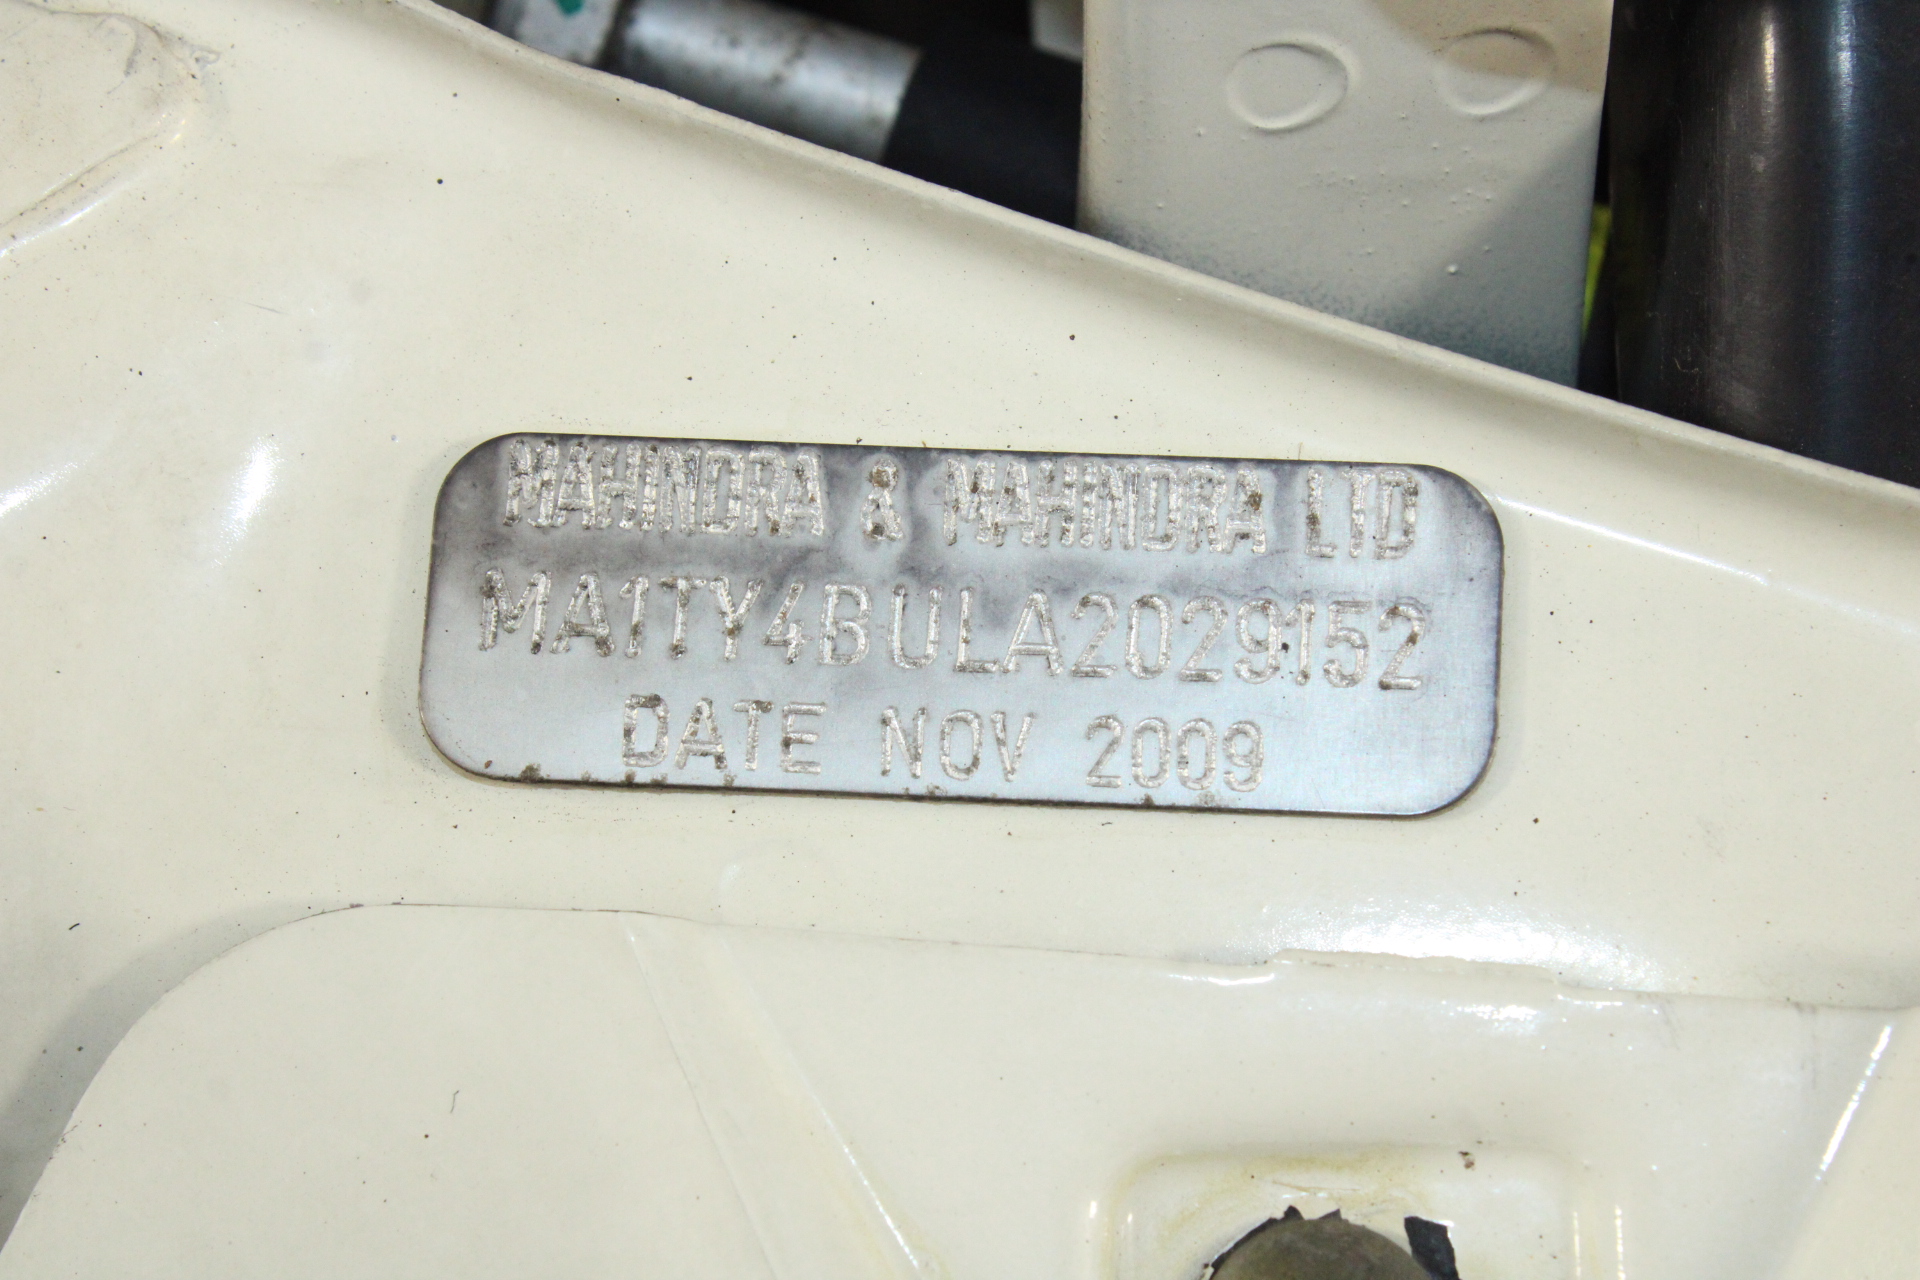 MAHINDRA & MAHINDRA LTD
MA1TY4BULA2029152
DATE NOV 2009